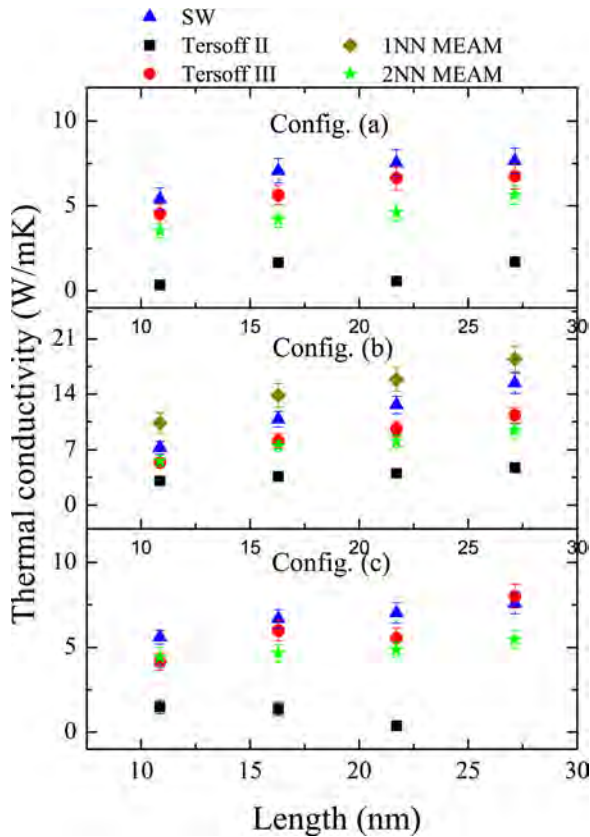 SW
Tersoff II
1NN MEAM
Tersoff III
2NN MEAM
Thermal conductivity (W/mK)
Config. (a)
10
5
0
10 15 20 25 30
Config. (b)
21
14
7
0
10 15 20 25 30
Config. (c)
10
5
0
10 15 20 25 30
Length (nm)